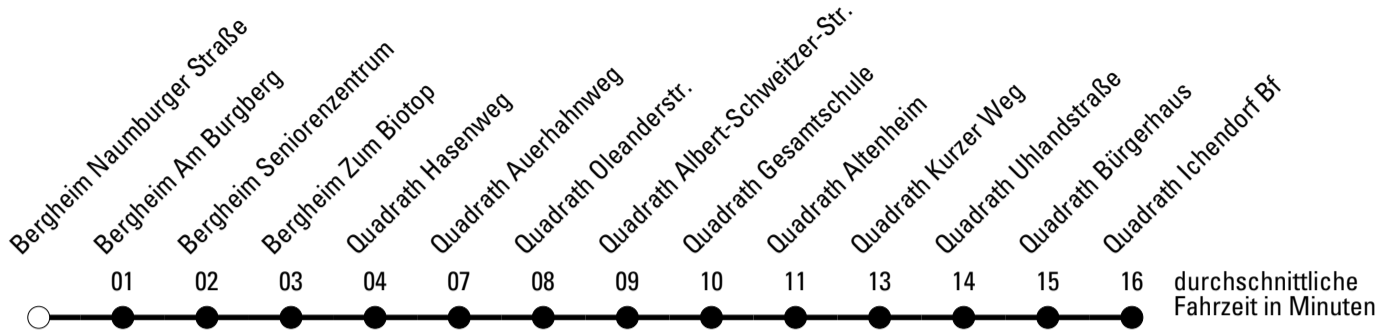 Bergheim Naumburger Straße
Bergheim Am Burgberg
Bergheim Seniorenzentrum
Bergheim Zum Biotop
Quadrath Hasenweg
Quadrath Auerhahnweg
Quadrath Oleanderstr.
Quadrath Albert-Schweitzer-Str.
Quadrath Gesamtschule
Quadrath Altenheim
Quadrath Kurzer Weg
Quadrath Uhlandstraße
Quadrath Bürgerhaus
Quadrath Ichendorf Bf
01 02 03 04 07 08 09 10 11 13 14 15 16
durchschnittliche
Fahrzeit in Minuten